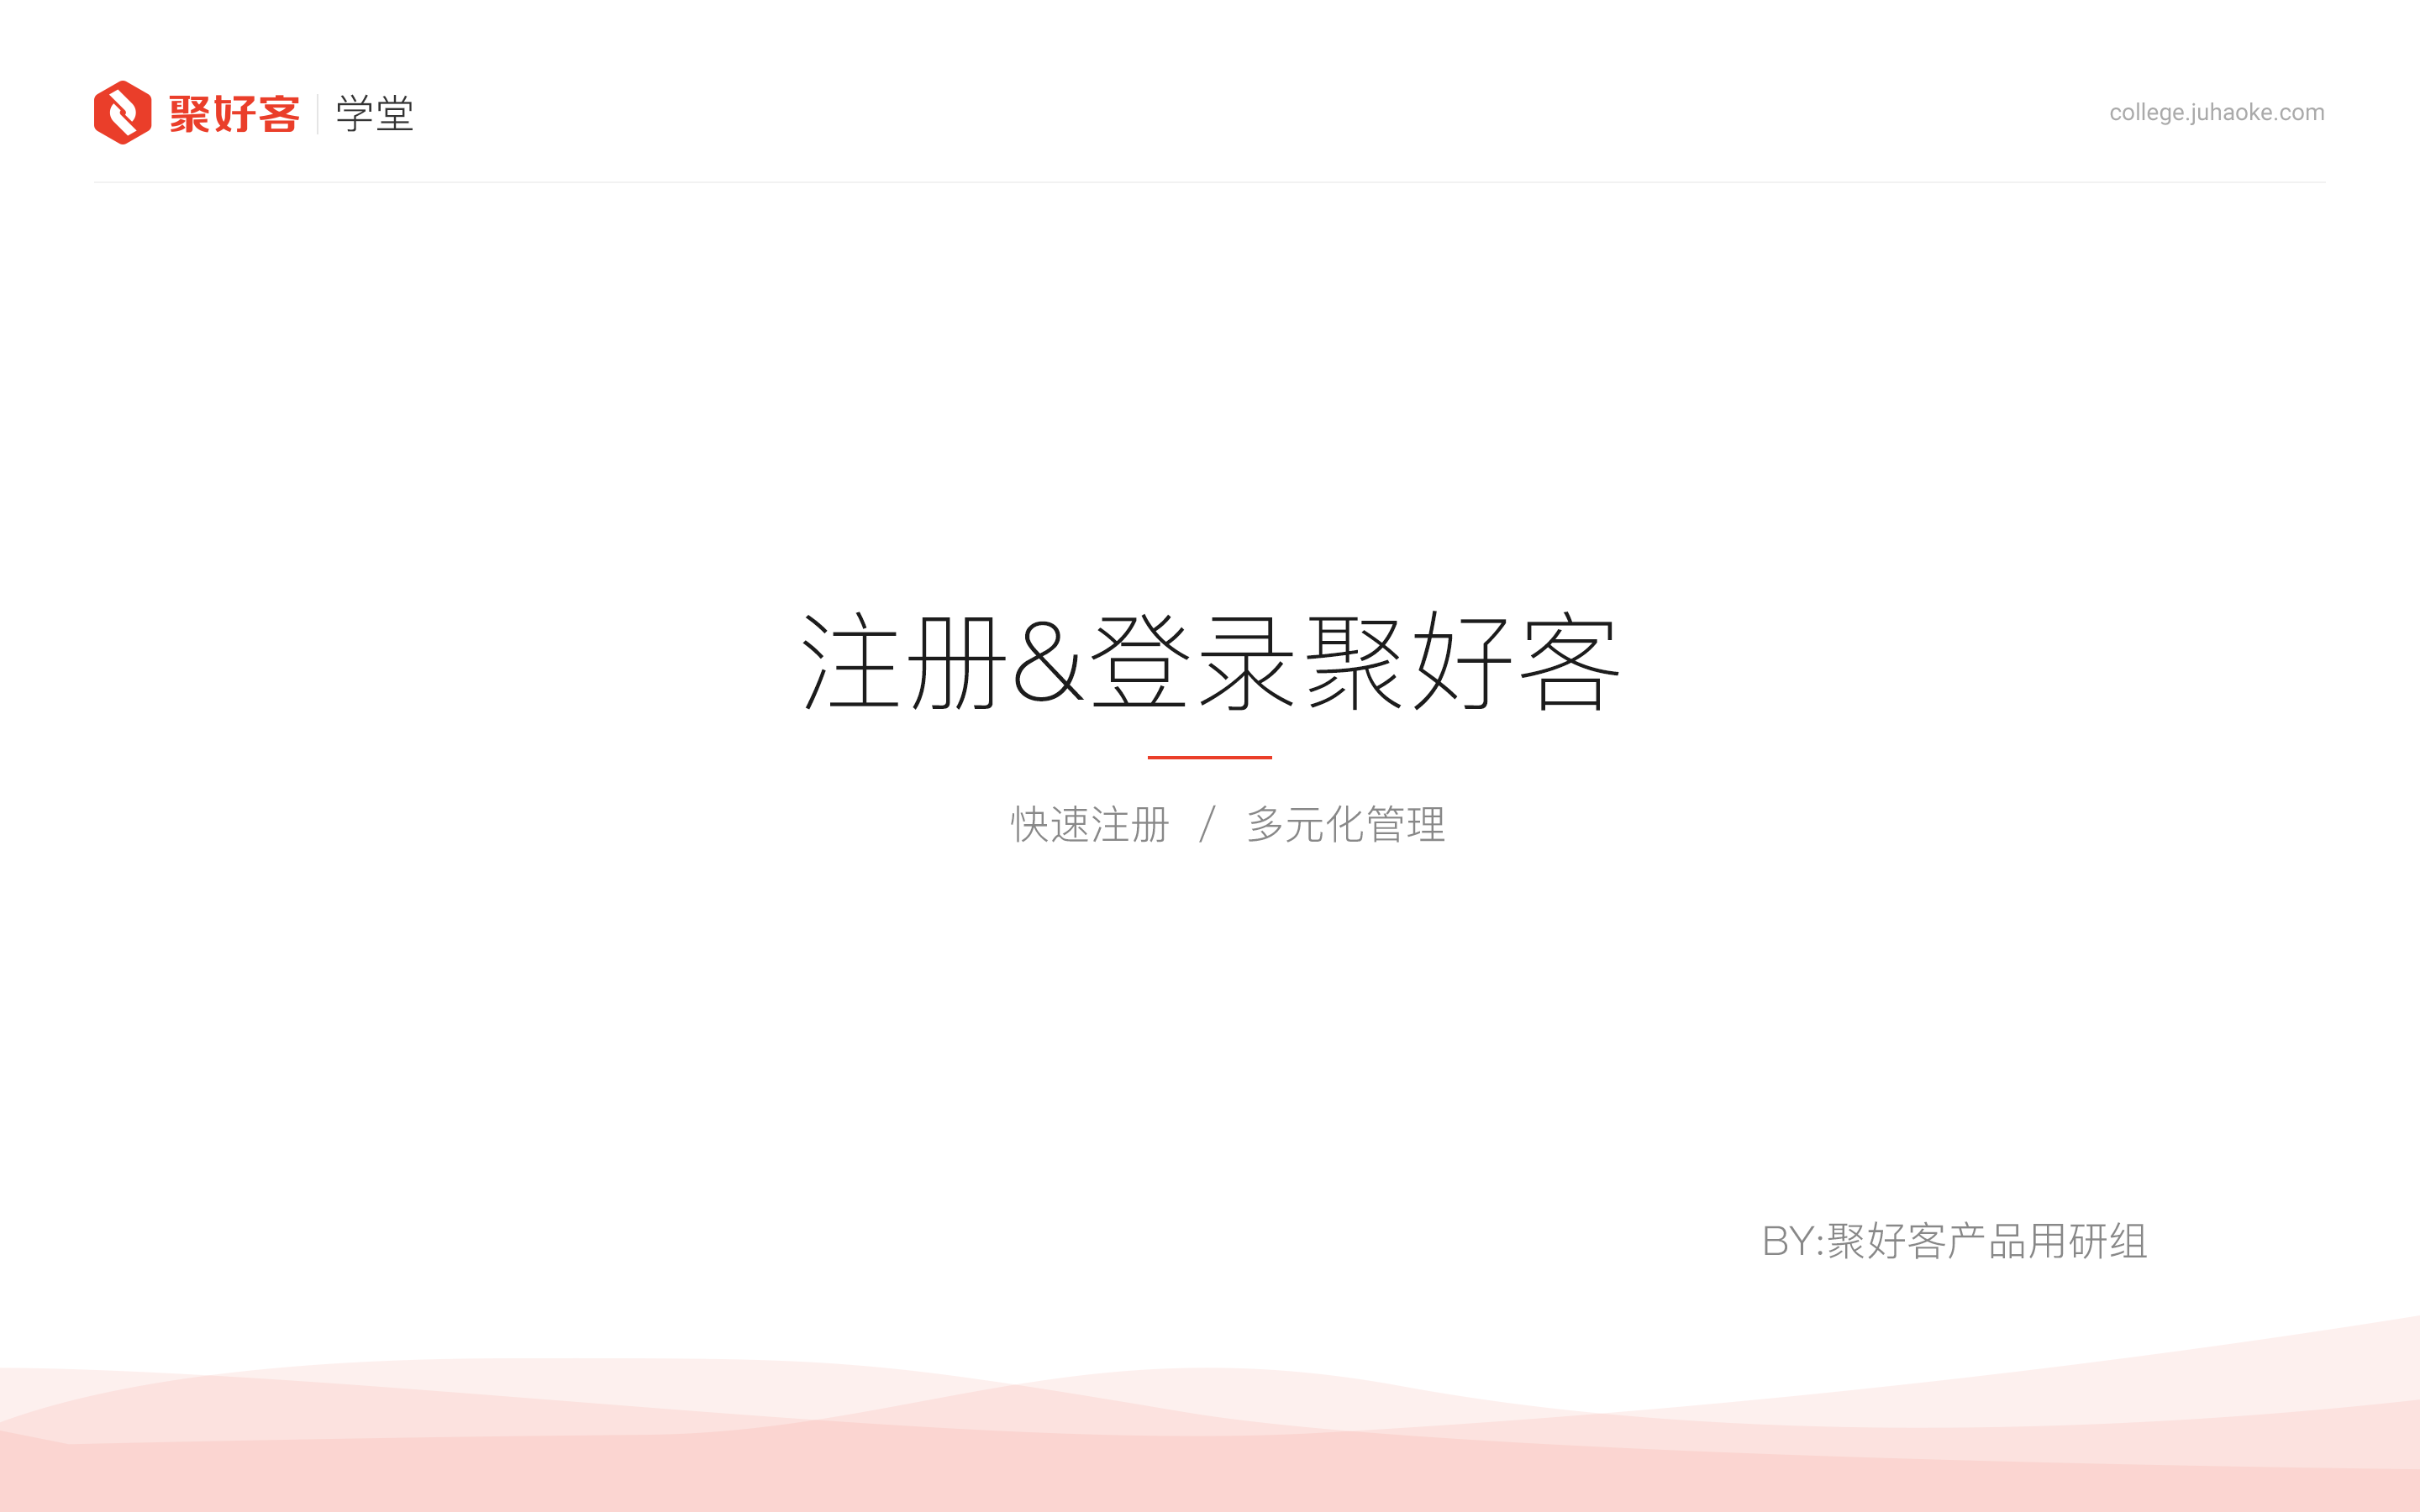 聚好客 学堂
college.juhaoke.com
注册&登录聚好客
快速注册 / 多元化管理
BY:聚好客产品用研组